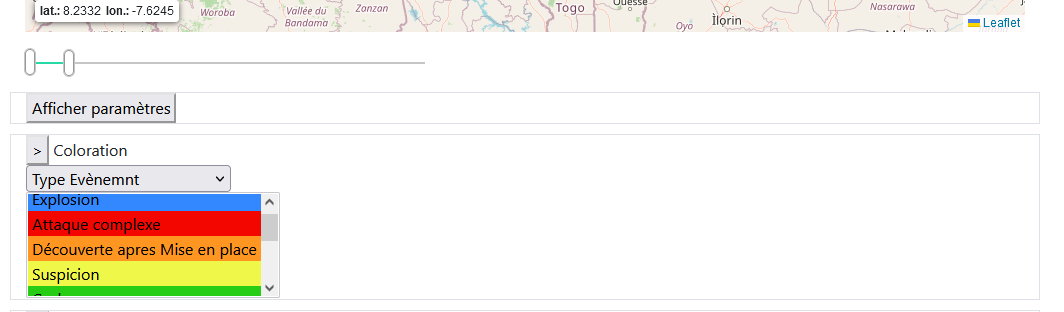 lat.: 8.2332 lon.: -7.6245
Woroba
Vallée du
Bandama
Zanzan
Togo
Ouesse
Ìlorin
Oyo
Nasarawa
Leaflet
Afficher paramètres
> Coloration
Type Evènemnt
Explosion
Attaque complexe
Découverte apres Mise en place
Suspicion